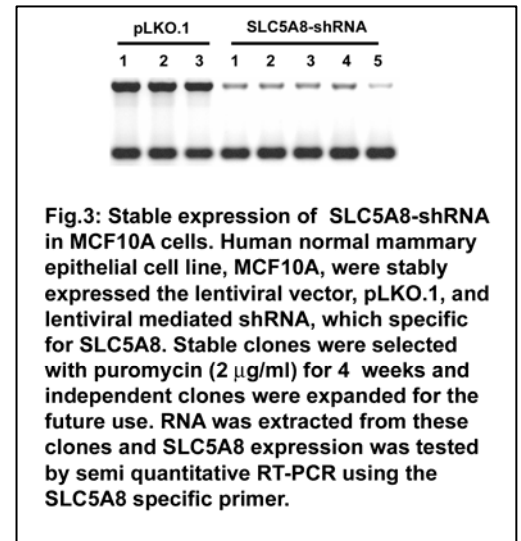 pLKO.1 SLC5A8-shRNA
1 2 3 1 2 3 4 5
Fig.3: Stable expression of SLC5A8-shRNA
in MCF10A cells. Human normal mammary
epithelial cell line, MCF10A, were stably
expressed the lentiviral vector, pLKO.1, and
lentiviral mediated shRNA, which specific
for SLC5A8. Stable clones were selected
with puromycin (2 μg/ml) for 4 weeks and
independent clones were expanded for the
future use. RNA was extracted from these
clones and SLC5A8 expression was tested
by semi quantitative RT-PCR using the
SLC5A8 specific primer.